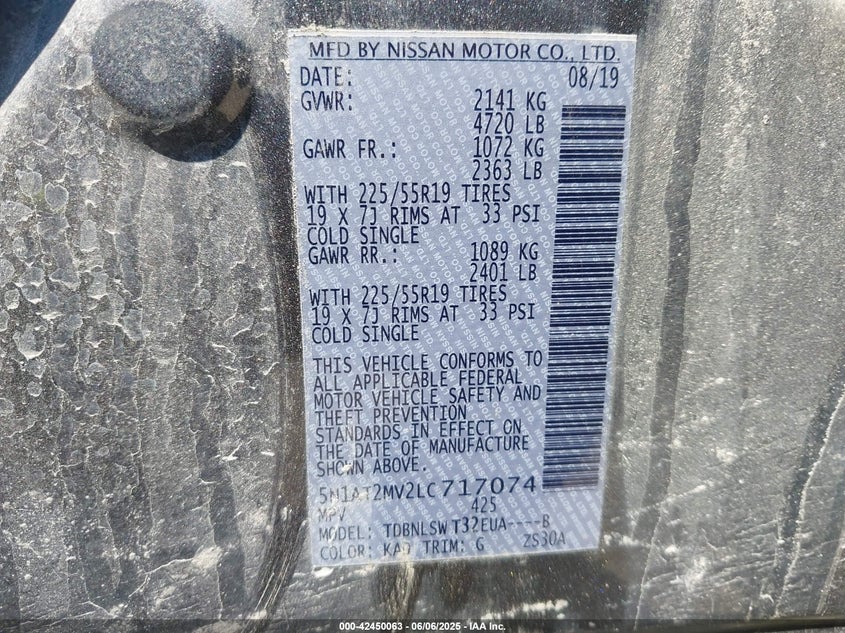 MFD BY NISSAN MOTOR CO., LTD.
DATE: 08/19
GVWR: 2141 KG
4720 LB
GAWR FR.: 1072 KG
2363 LB
WITH 225/55R19 TIRES
19 X 7J RIMS AT 33 PSI
COLD SINGLE
GAWR RR.: 1089 KG
2401 LB
WITH 225/55R19 TIRES
19 X 7J RIMS AT 33 PSI
COLD SINGLE
THIS VEHICLE CONFORMS TO
ALL APPLICABLE FEDERAL
MOTOR VEHICLE SAFETY AND
THEFT PREVENTION
STANDARDS IN EFFECT ON
THE DATE OF MANUFACTURE
SHOWN ABOVE.
5N1AT2MV2LC717074
MPV 425
MODEL: TDBNLSWT32EUA----B
COLOR: KAD TRIM: G ZS30A
000-42450063 - 06/06/2025 - IAA Inc.